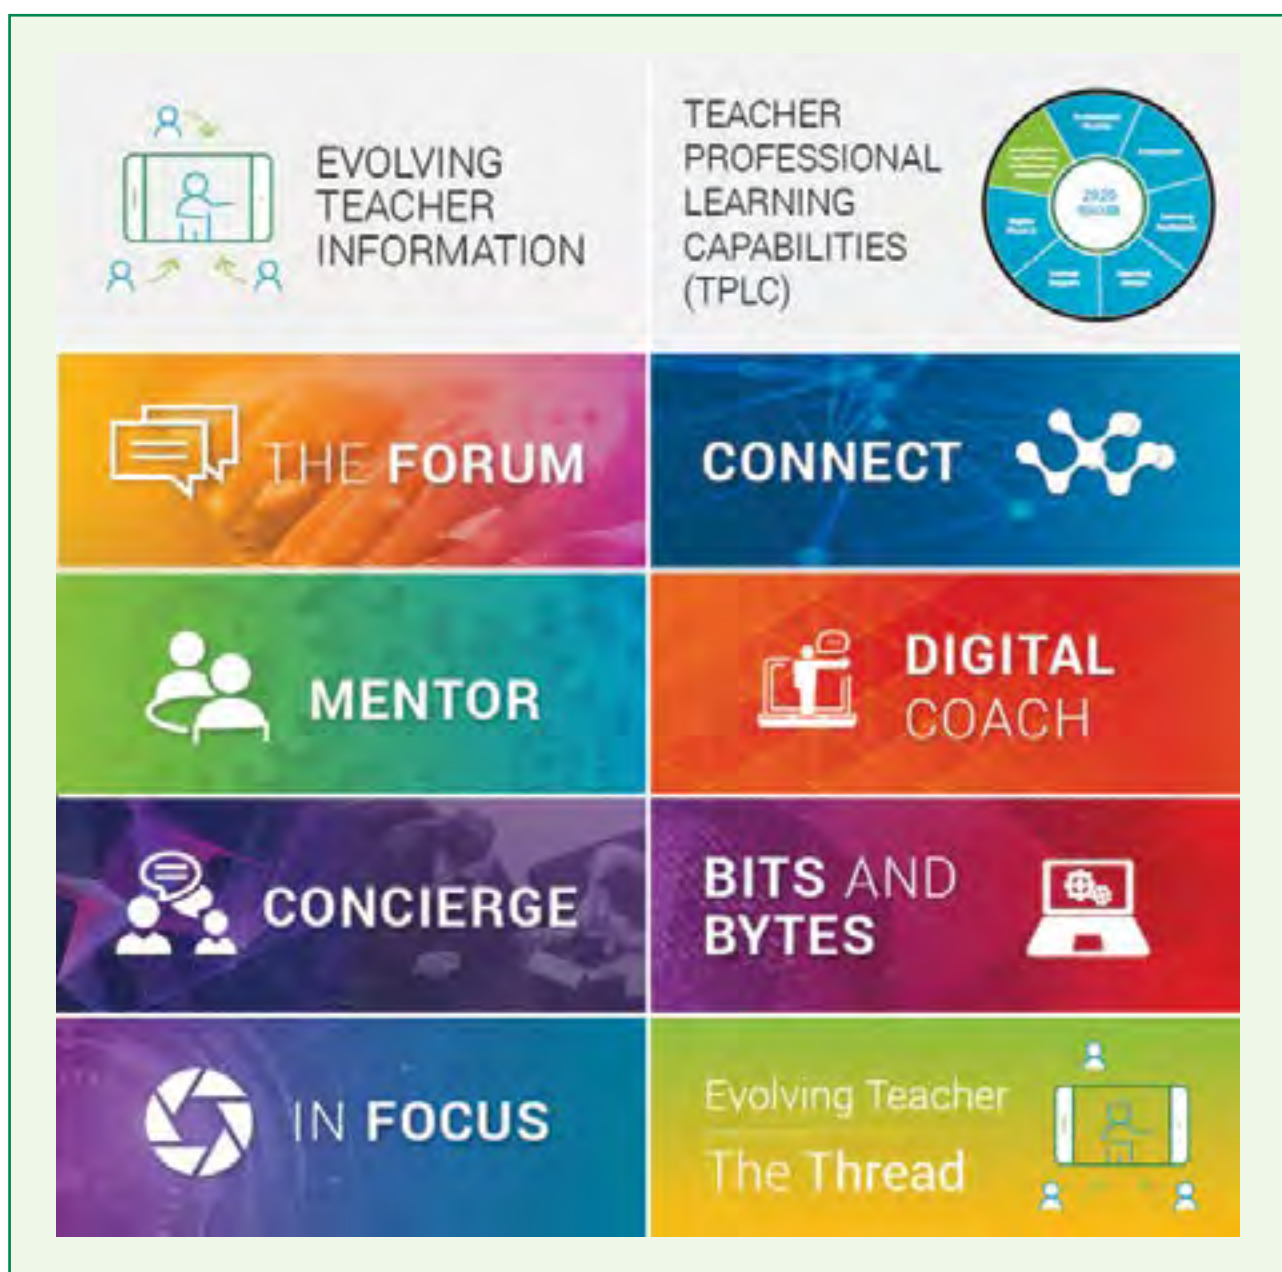 EVOLVING
TEACHER
INFORMATION
TEACHER
PROFESSIONAL
LEARNING
CAPABILITIES
(TPLC)
THE FORUM
CONNECT
MENTOR
DIGITAL
COACH
CONCIERGE
BITS AND
BYTES
IN FOCUS
Evolving Teacher
The Thread